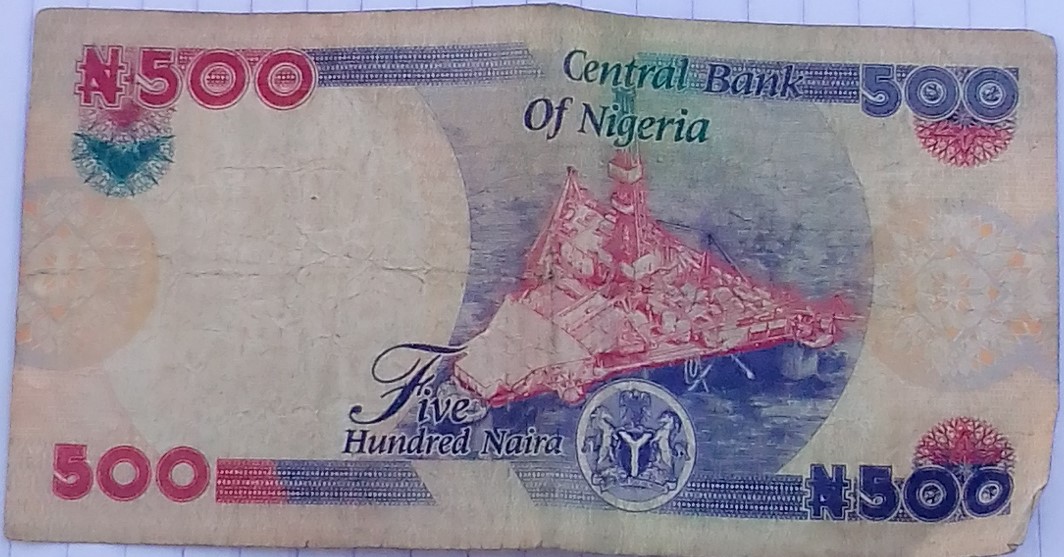 ₦500
Central Bank
Of Nigeria
500
Five
Hundred Naira
500
₦500